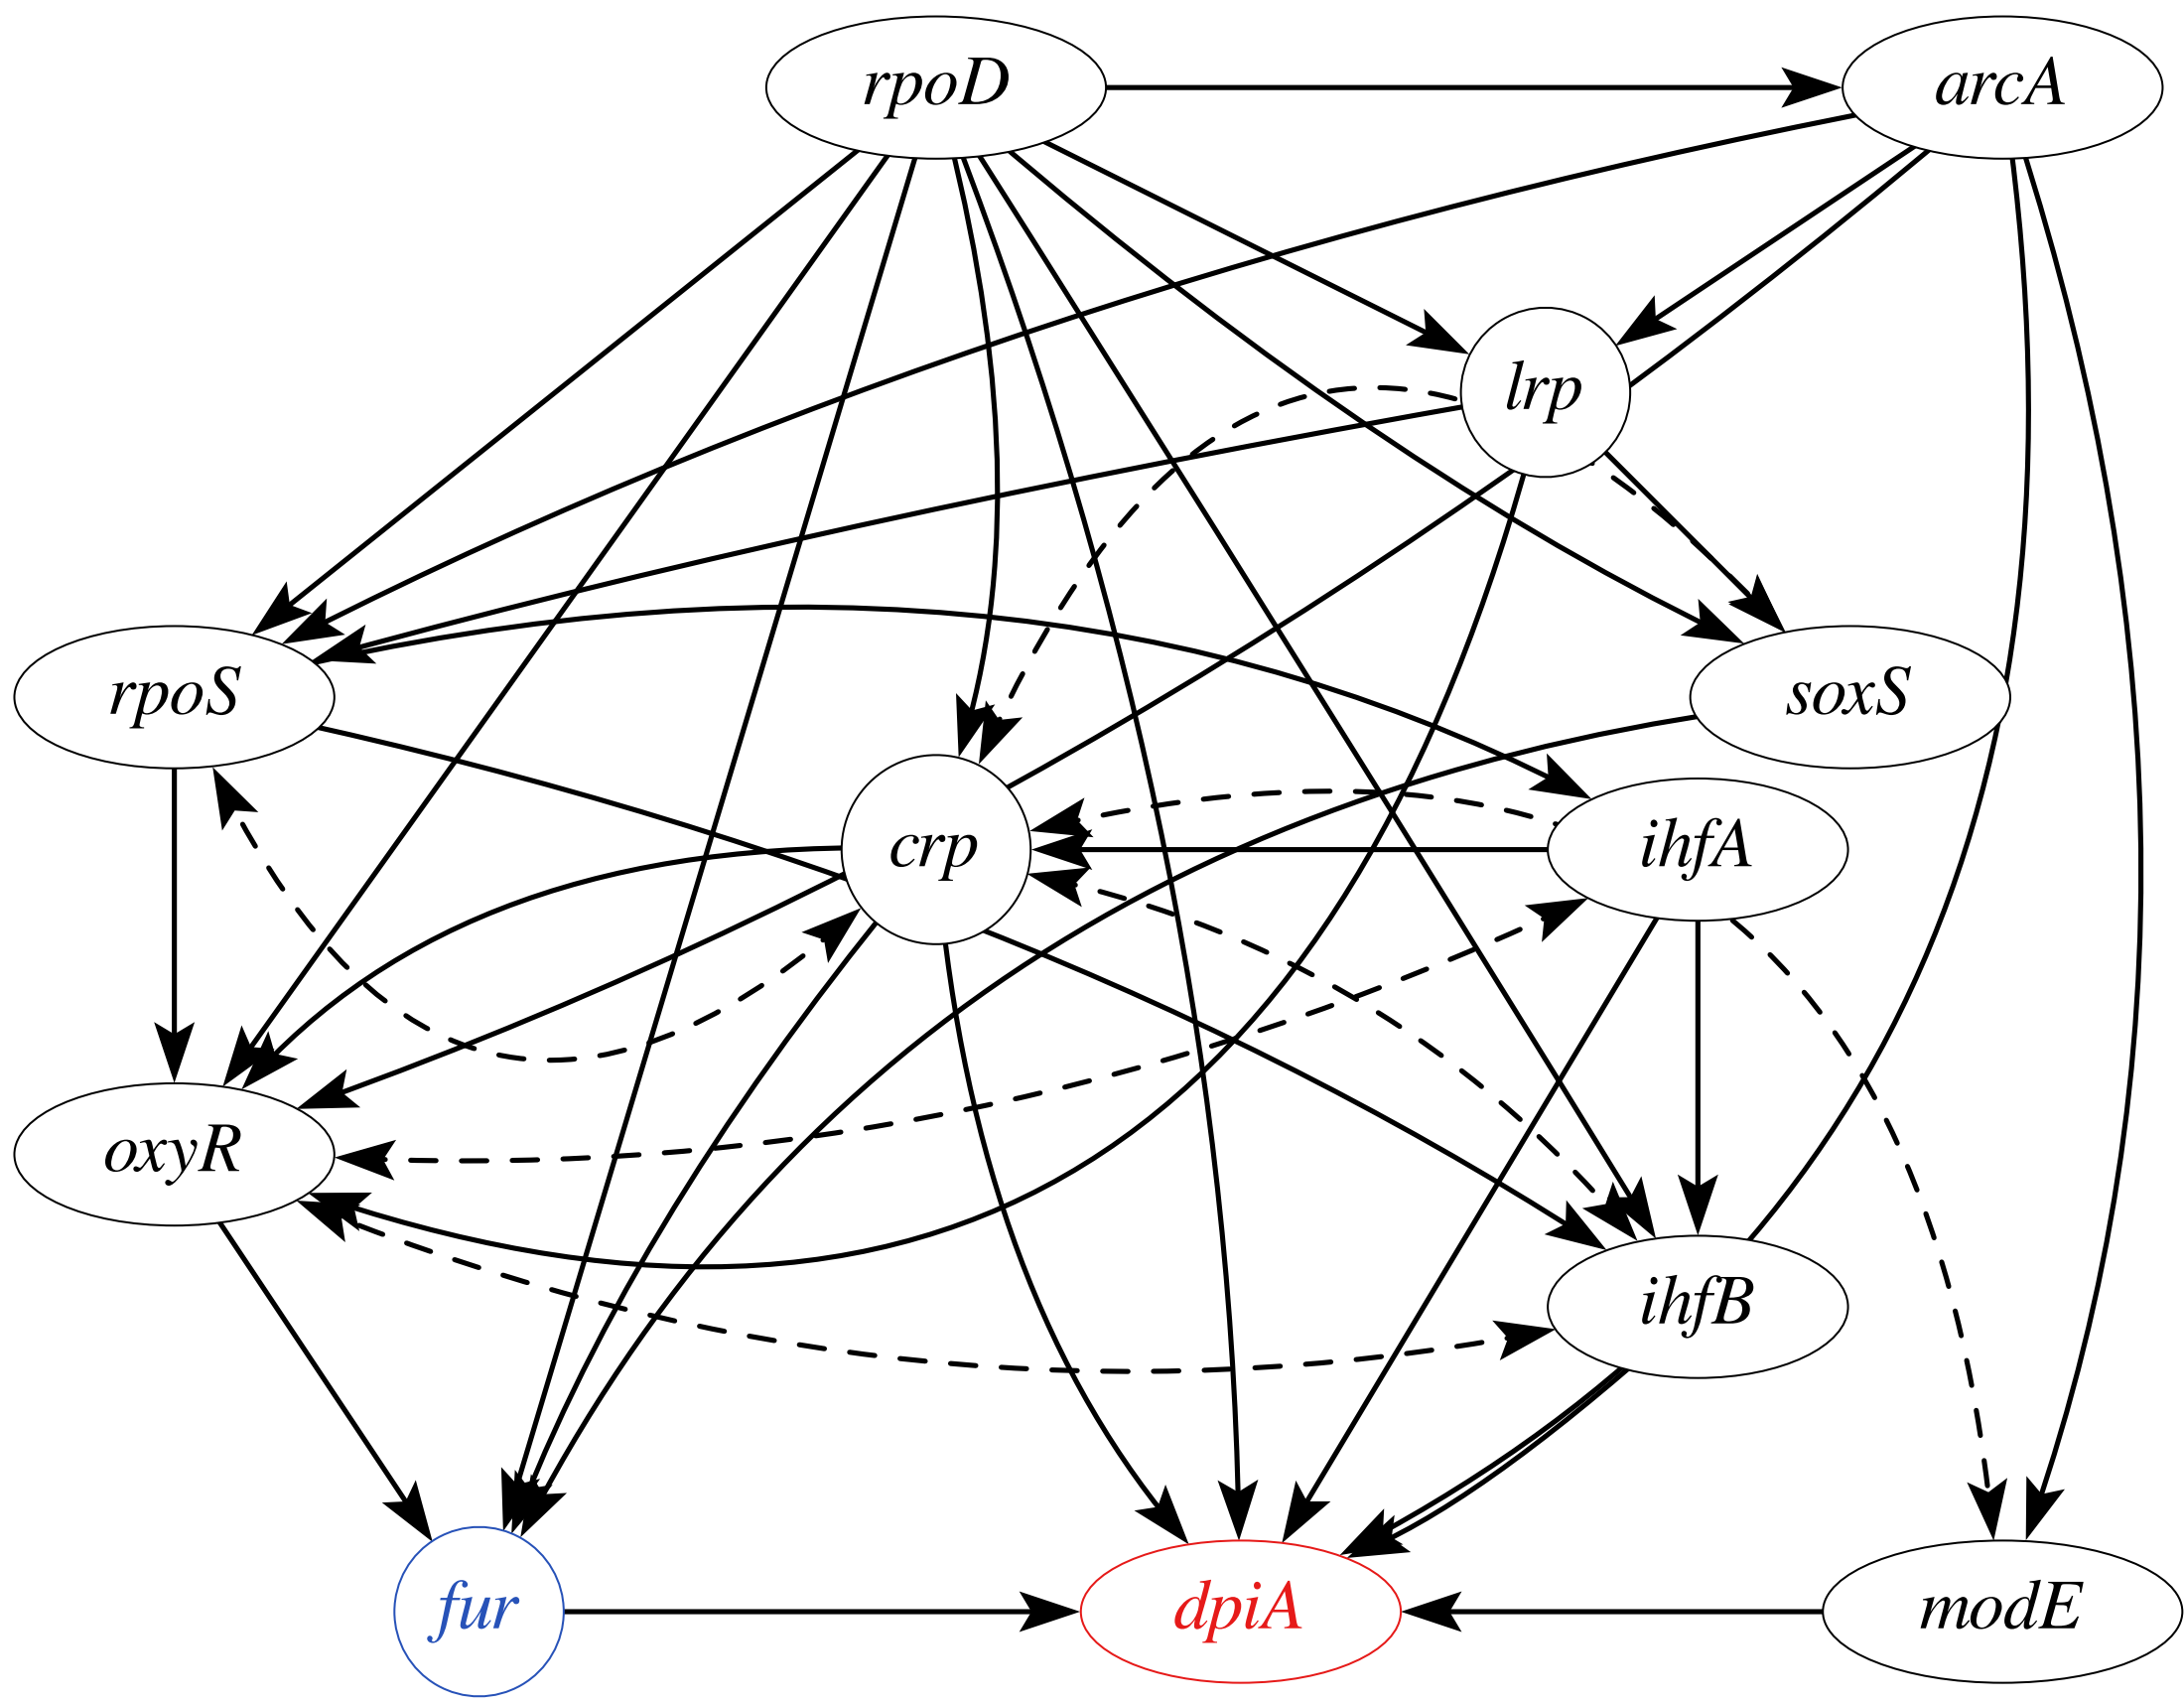 rpoD
arcA
lrp
rpoS
soxS
crp
ihfA
oxyR
ihfB
fur
dpiA
modE